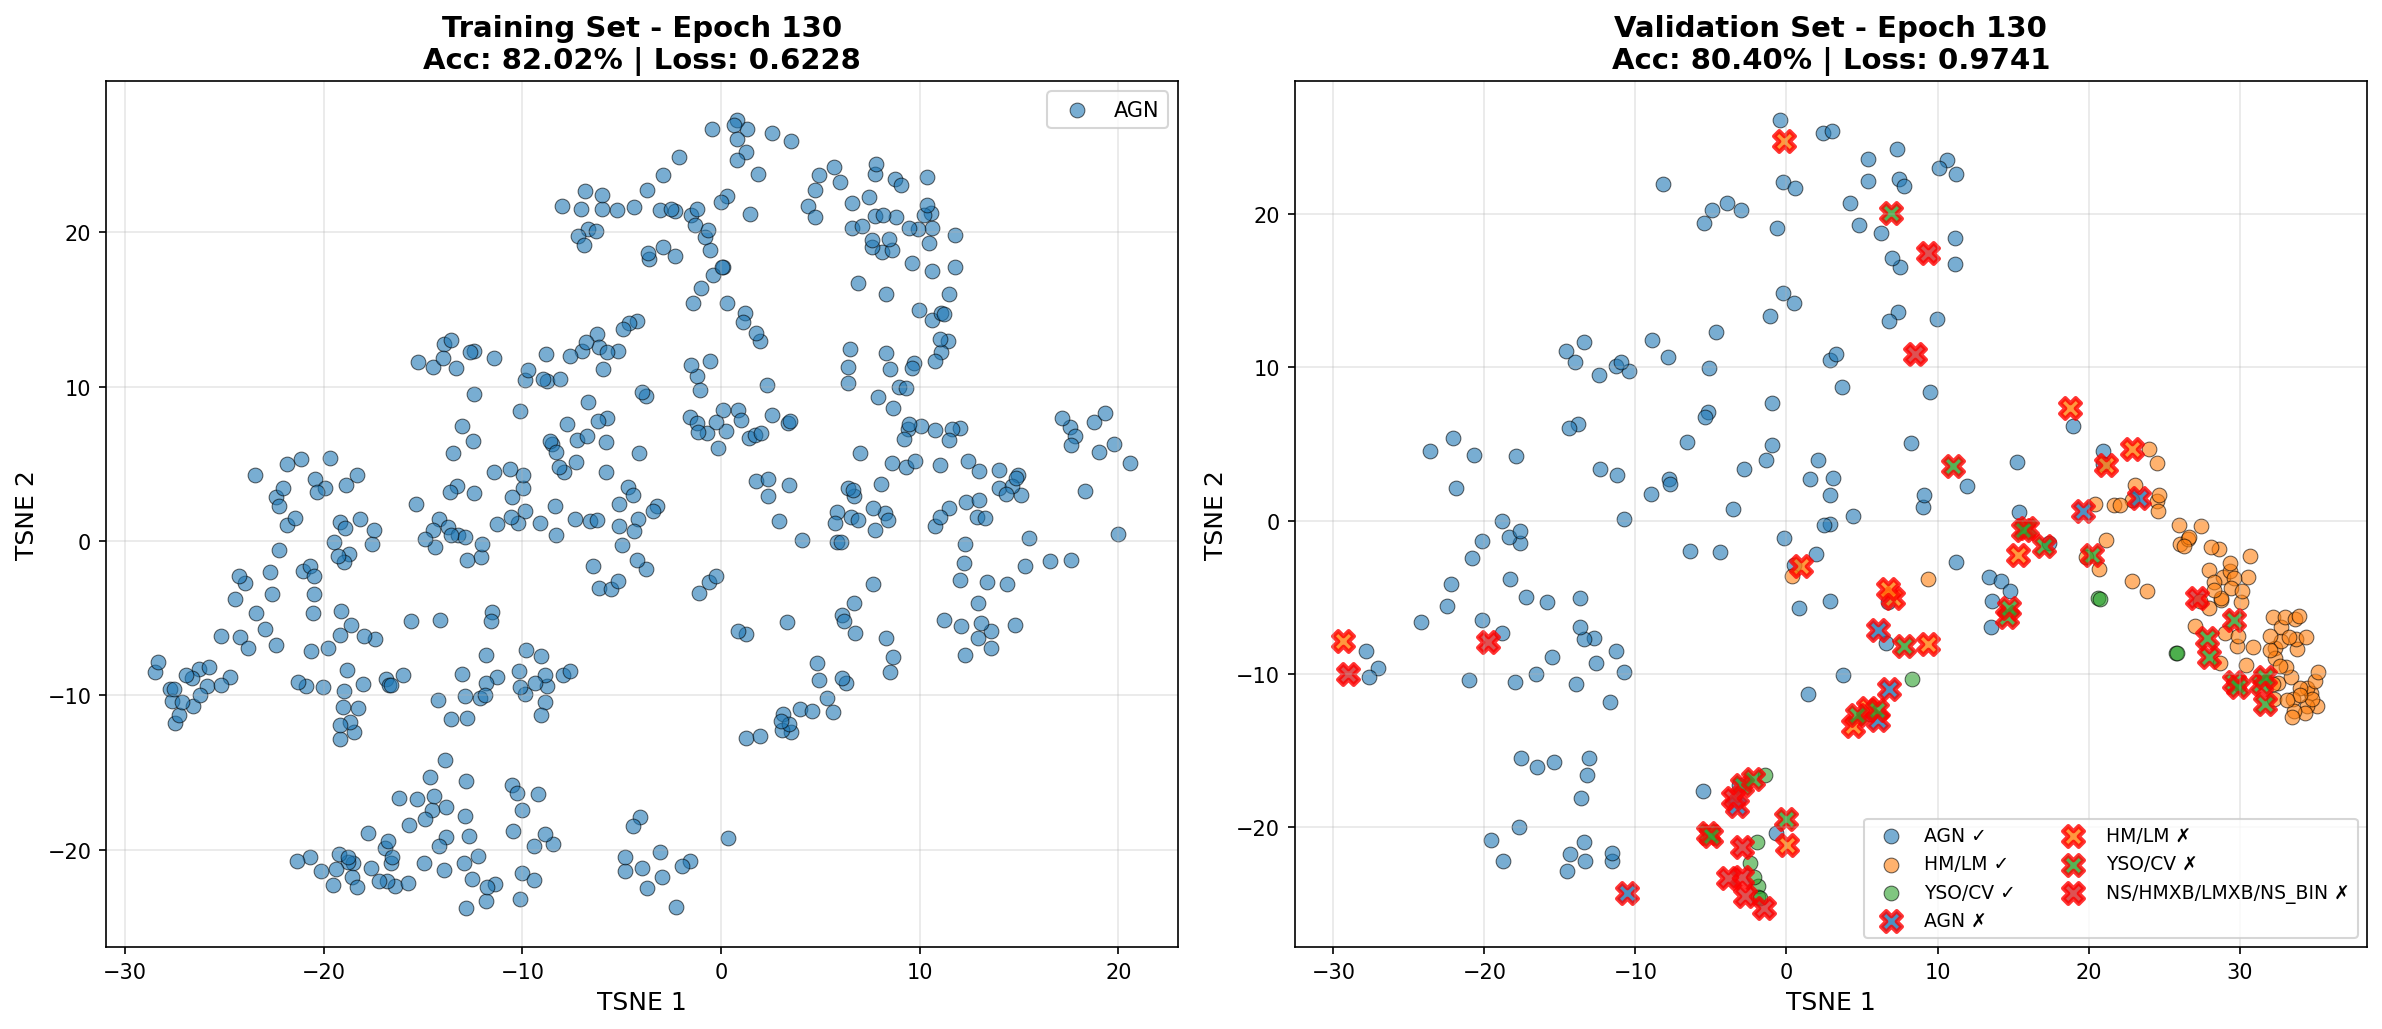 Training Set - Epoch 130
Acc: 82.02% | Loss: 0.6228
AGN
TSNE 2
20
10
0
−10
−20
−30
−20
−10
0
10
20
TSNE 1
Validation Set - Epoch 130
Acc: 80.40% | Loss: 0.9741
TSNE 2
20
10
0
−10
−20
AGN ✓
HM/LM ✓
YSO/CV ✓
AGN ✗
HM/LM ✗
YSO/CV ✗
NS/HMXB/LMXB/NS_BIN ✗
−30
−20
−10
0
10
20
30
TSNE 1